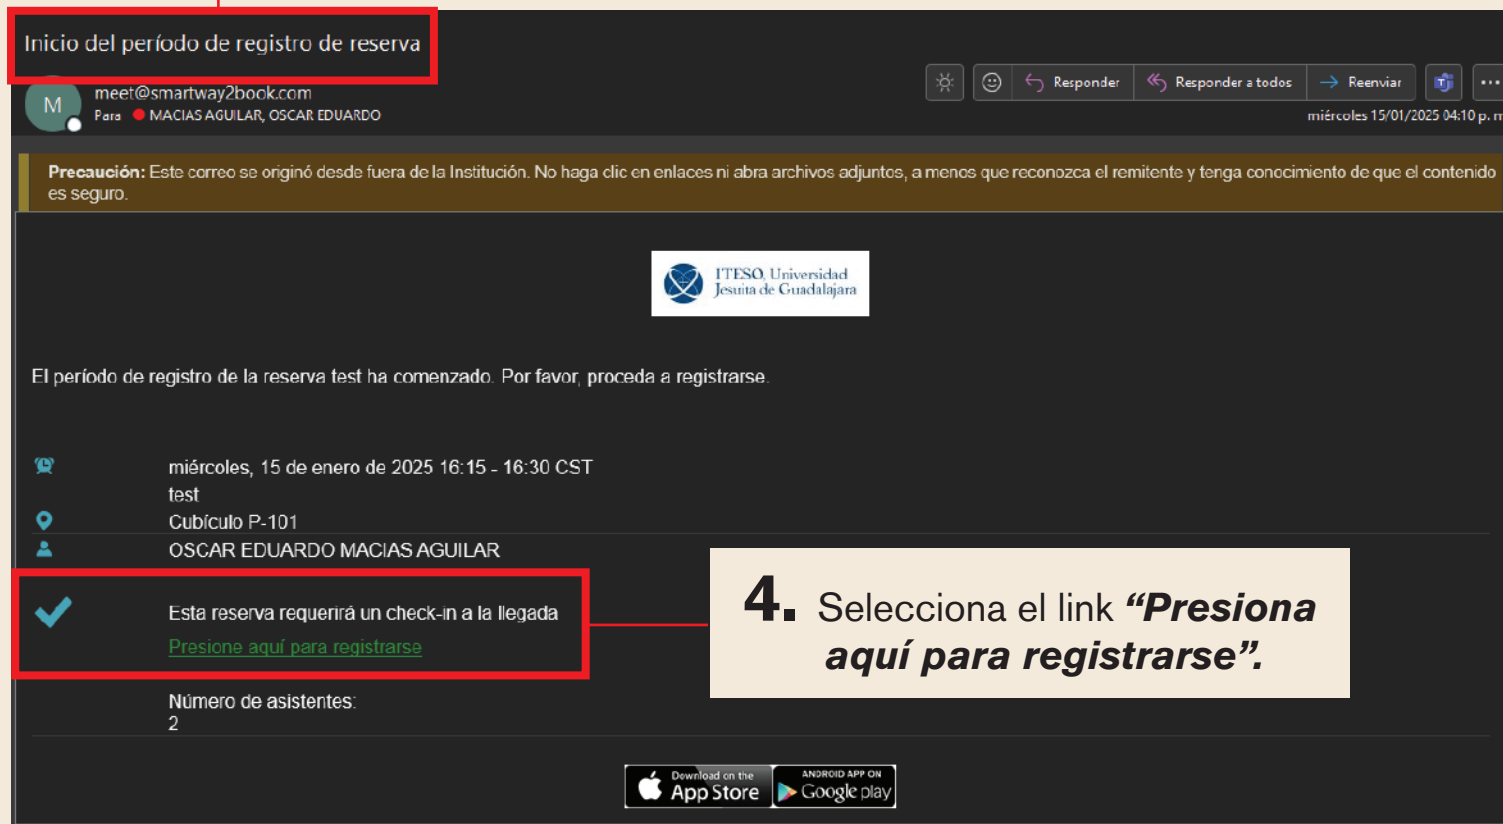 Inicio del período de registro de reserva
M
meet@smartway2book.com
Para MACIAS AGUILAR, OSCAR EDUARDO
Responder
Responder a todos
Reenviar
miércoles 15/01/2025 04:10 p. m
Precaución: Este correo se originó desde fuera de la Institución. No haga clic en enlaces ni abra archivos adjuntos, a menos que reconozca el remitente y tenga conocimiento de que el contenido
es seguro.
ITESO, Universidad
Jesuita de Guadalajara
El período de registro de la reserva test ha comenzado. Por favor, proceda a registrarse.
miércoles, 15 de enero de 2025 16:15 - 16:30 CST
test
Cubículo P-101
OSCAR EDUARDO MACIAS AGUILAR
Esta reserva requerirá un check-in a la llegada
Presione aquí para registrarse
4. Selecciona el link “Presiona
aquí para registrarse”.
Número de asistentes:
2
Download on the
App Store
ANDROID APP ON
Google play